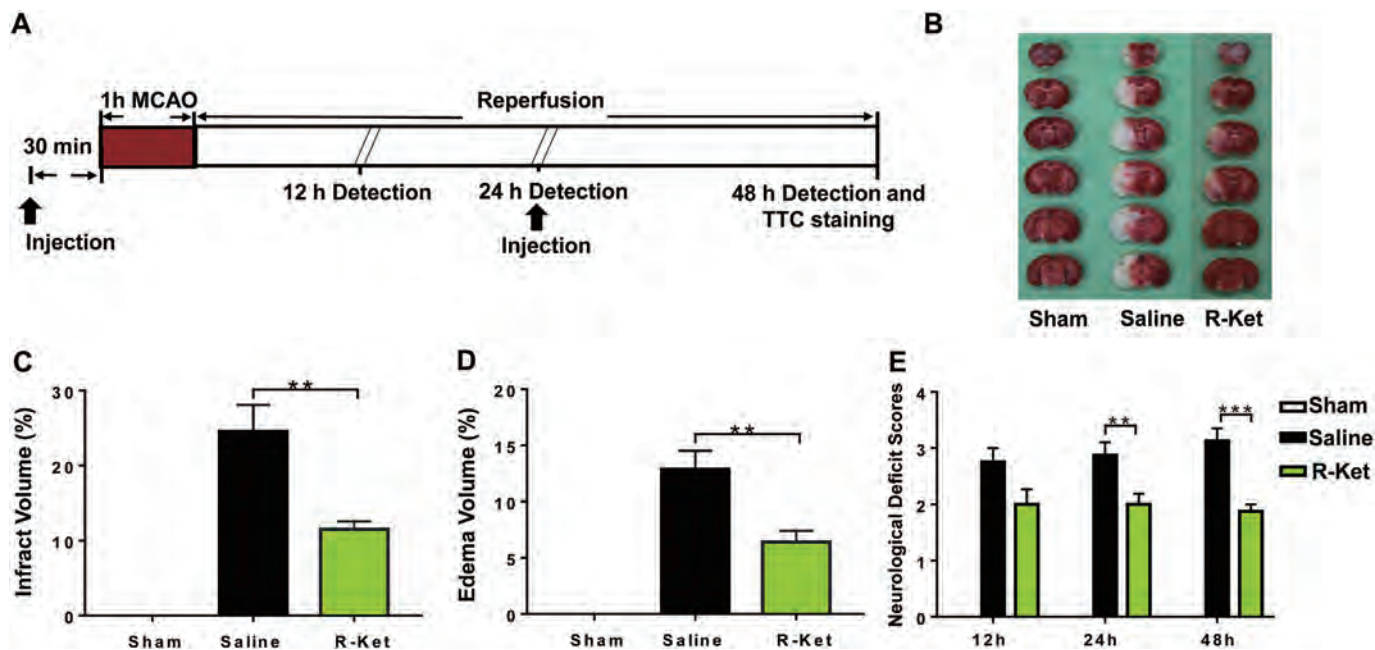 A
1h MCAO
Reperfusion
30 min
12 h Detection
24 h Detection
48 h Detection and
TTC staining
Injection
Injection
B
Sham Saline R-Ket
C
**
Infract Volume (%)
30
20
10
0
Sham Saline R-Ket
D
**
Edema Volume (%)
20
15
10
5
0
Sham Saline R-Ket
E
**
***
Neurological Deficit Scores
4
3
2
1
0
12h 24h 48h
Sham
Saline
R-Ket